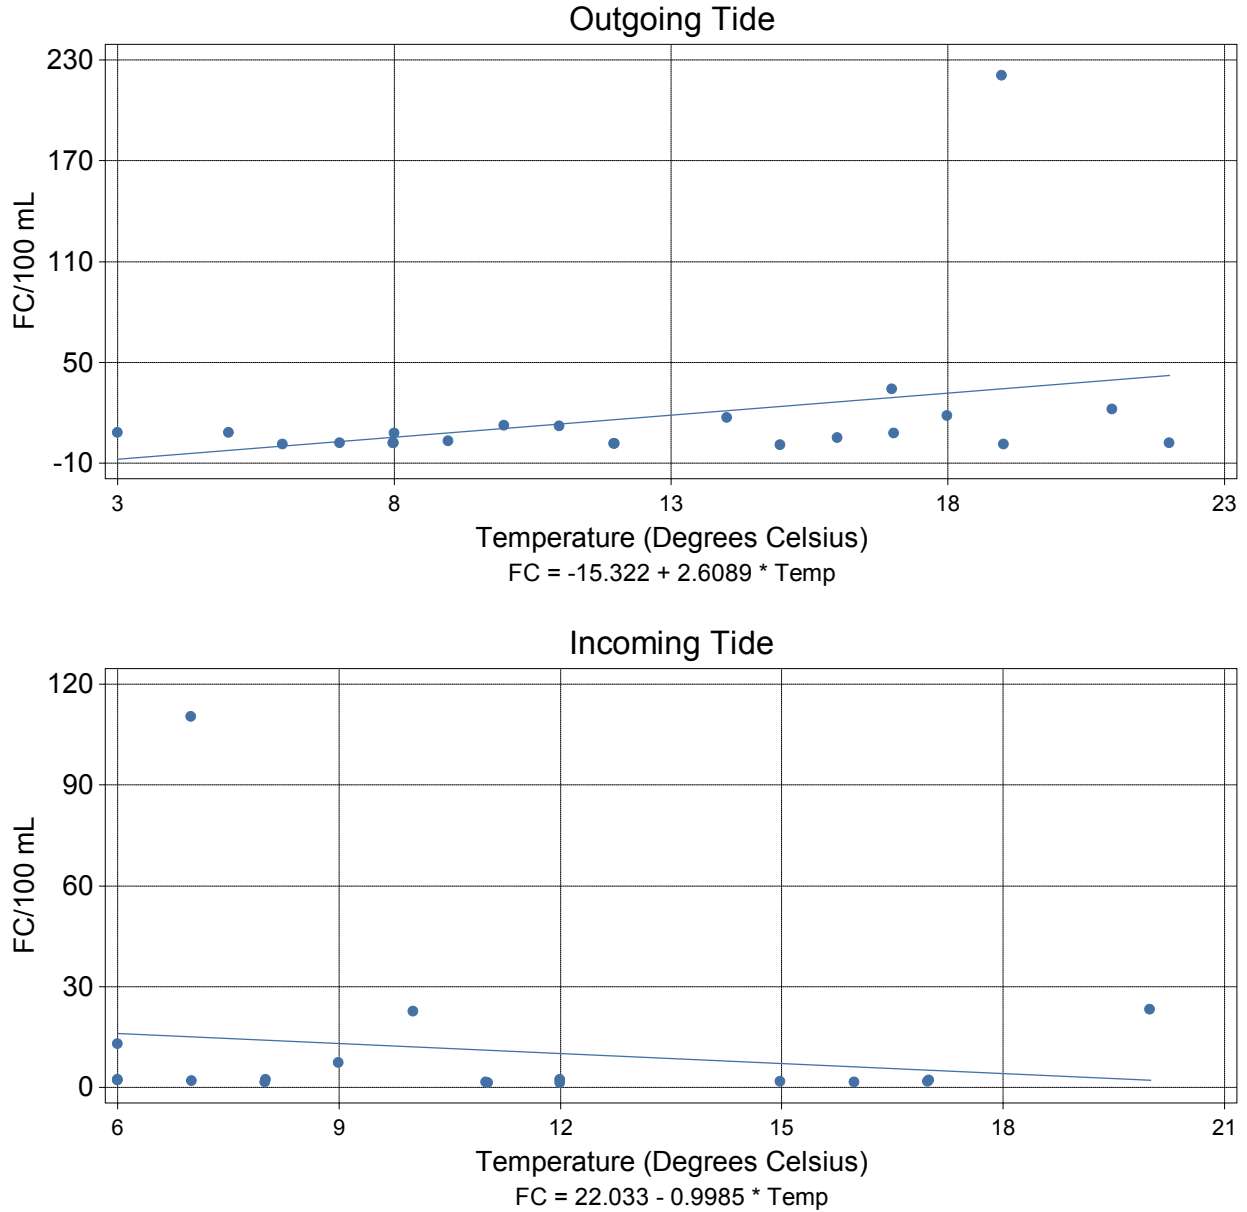 Outgoing Tide
230
170
110
50
-10
FC/100 mL
3 8 13 18 23
Temperature (Degrees Celsius)
FC = -15.322 + 2.6089 * Temp
Incoming Tide
120
90
60
30
0
FC/100 mL
6 9 12 15 18 21
Temperature (Degrees Celsius)
FC = 22.033 - 0.9985 * Temp